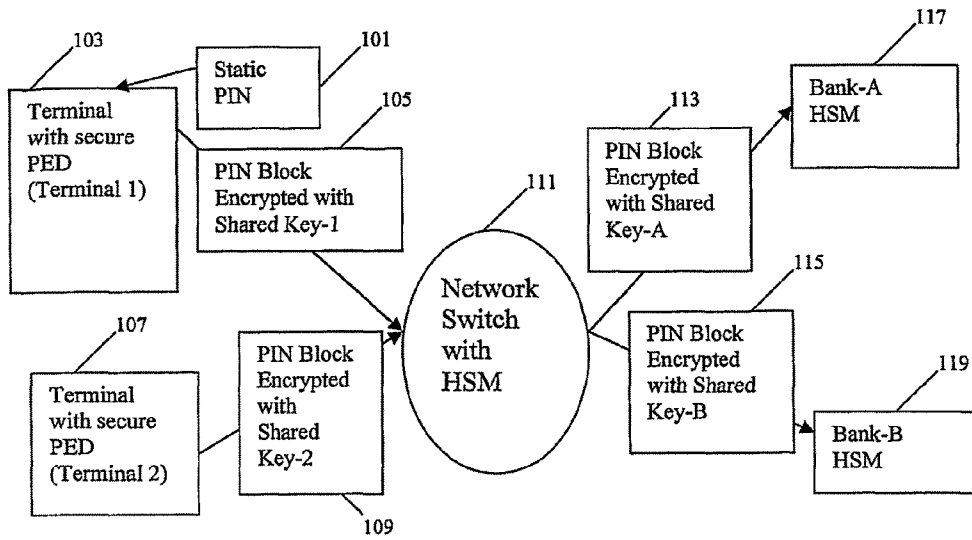 103
101
Static
PIN
105
Terminal
with secure
PED
(Terminal 1)
PIN Block
Encrypted with
Shared Key-1
107
Terminal
with secure
PED
(Terminal 2)
PIN Block
Encrypted
with
Shared
Key-2
109
111
Network
Switch
with
HSM
113
PIN Block
Encrypted
with Shared
Key-A
117
Bank-A
HSM
115
PIN Block
Encrypted
with Shared
Key-B
119
Bank-B
HSM